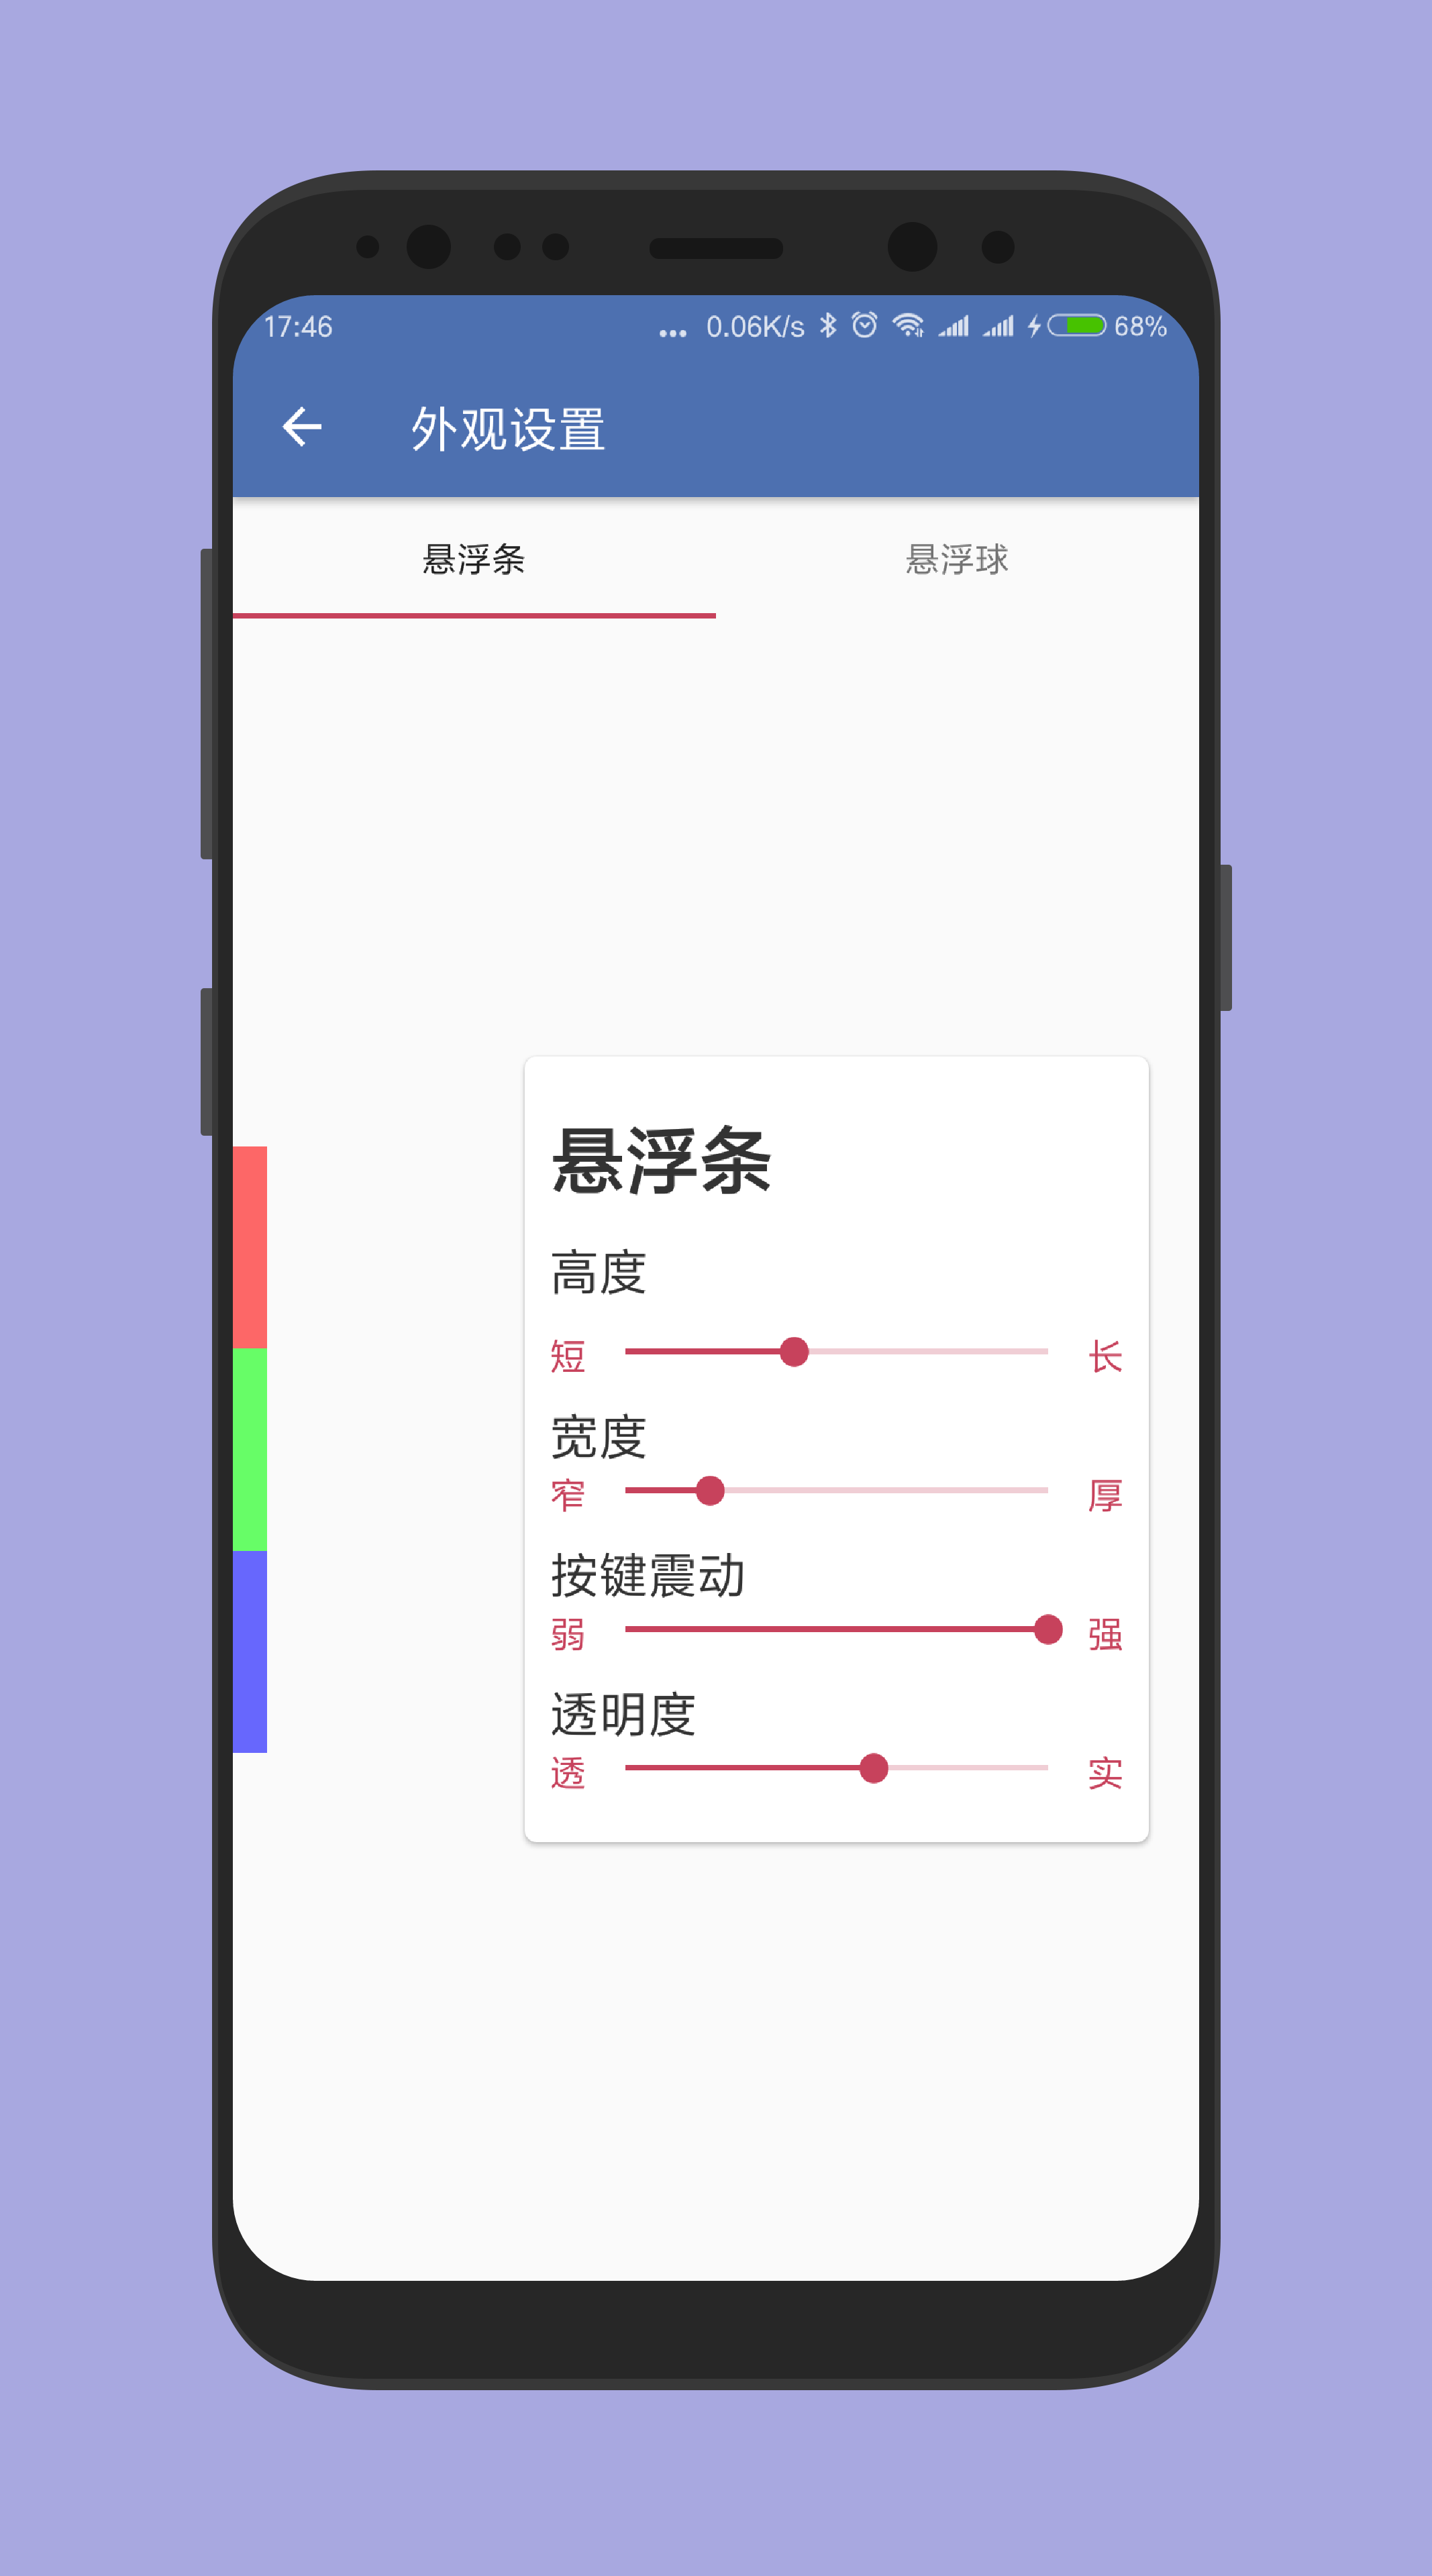 17:46 ... 0.06K/s 68%
外观设置
悬浮条 悬浮球
悬浮条
高度
短 长
宽度
窄 厚
按键震动
弱 强
透明度
透 实